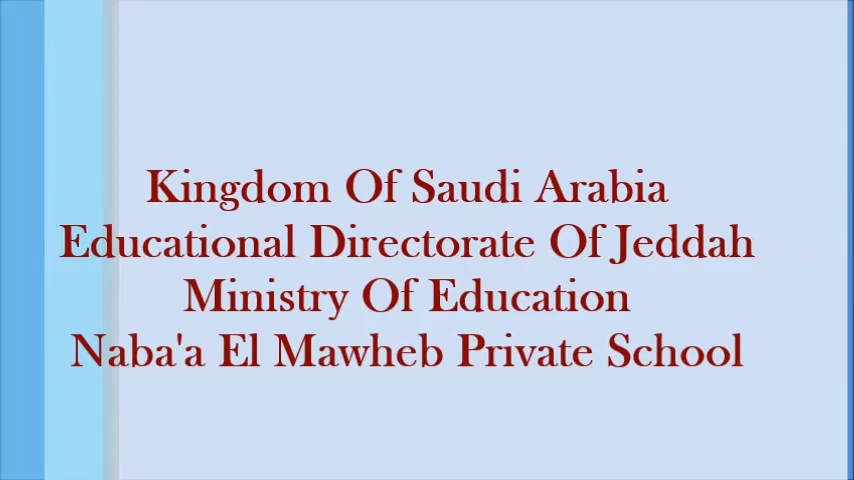 Kingdom Of Saudi Arabia
Educational Directorate Of Jeddah
Ministry Of Education
Naba'a El Mawheb Private School